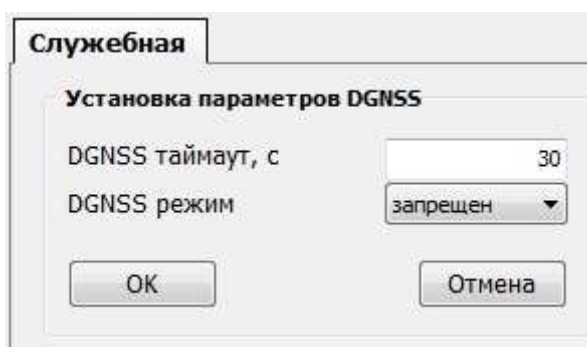 Служебная
Установка параметров DGNSS
DGNSS таймаут, с 30
DGNSS режим запрещен
OK Отмена